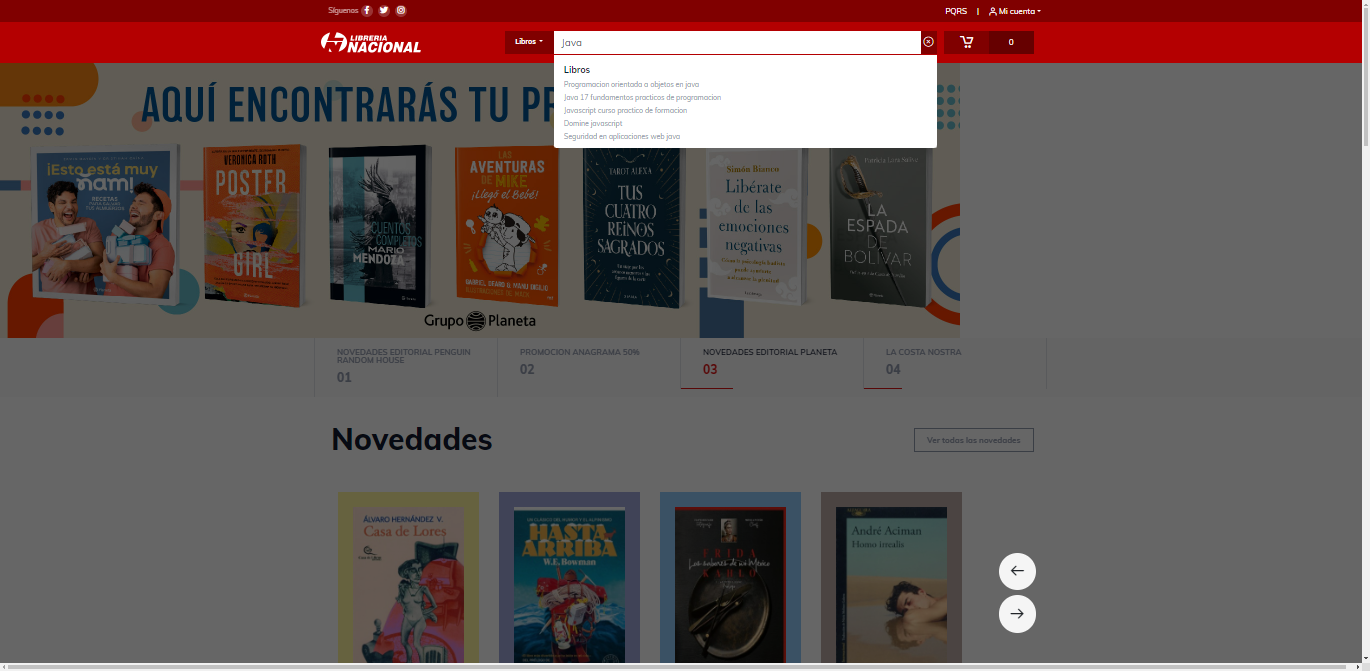 Síguenos
PQRS
Mi cuenta
LIBRERIA
NACIONAL
Libros
java
0
Libros
Programacion orientada a objetos en java
Java 17 fundamentos practicos de programacion
Javascript curso practico de formacion
Domine javascript
Seguridad en aplicaciones web java
AQUÍ ENCONTRARÁS TU PR
¡Esto está muy
ñam!
RECETAS
VERONICA ROTH
POSTER
GIRL
CUENTOS
COMPLETOS
MARIO
MENDOZA
LAS
AVENTURAS
DE MIKE
¡Llegó el Bebé!
TAROT ALEXA
TUS
CUATRO
REINOS
SAGRADOS
Simón Blanco
Libérate
de las
emociones
negativas
LA
ESPADA
DE
BOLÍVAR
Grupo Planeta
NOVEDADES EDITORIAL PENGUIN
RANDOM HOUSE
01
PROMOCION ANAGRAMA 50%
02
NOVEDADES EDITORIAL PLANETA
03
LA COSTA NOSTRA
04
Novedades
Ver todas las novedades
ÁLVARO HERNÁNDEZ V.
Casa de Lores
HASTA
ARRIBA
W.E. Bowman
FRIDA
Los sabores de mi México
KAHLO
André Aciman
Homo irrealis